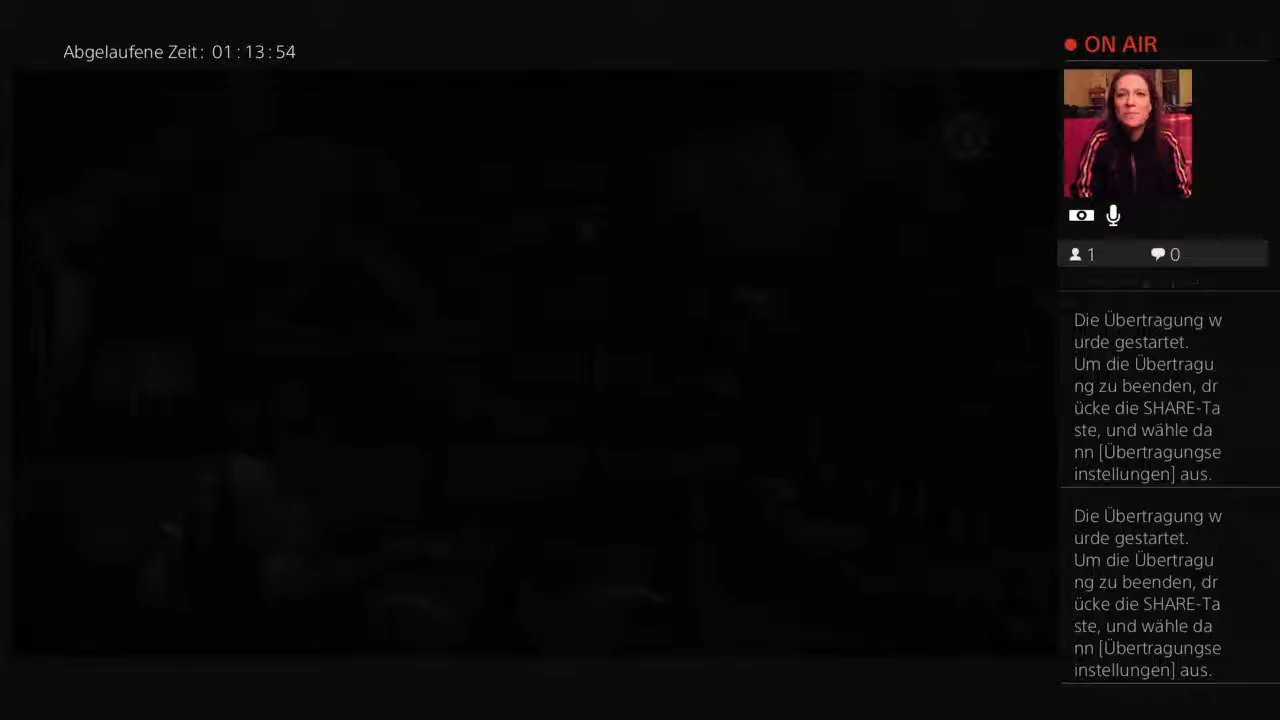 Abgelaufene Zeit: 01:13:54
ON AIR
1
0
Die Übertragung w
urde gestartet.
Um die Übertragu
ng zu beenden, dr
ücke die SHARE-Ta
ste, und wähle da
nn [Übertragungse
instellungen] aus.
Die Übertragung w
urde gestartet.
Um die Übertragu
ng zu beenden, dr
ücke die SHARE-Ta
ste, und wähle da
nn [Übertragungse
instellungen] aus.